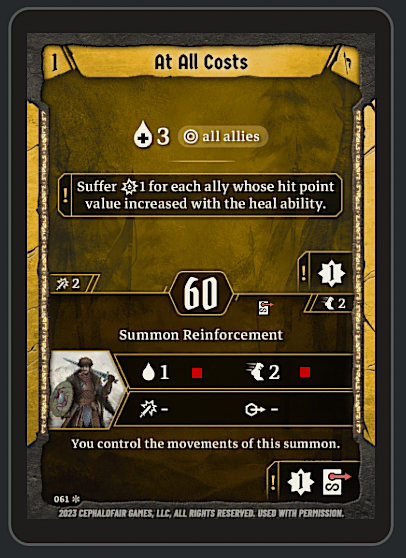 1 At All Costs
3 all allies
! Suffer 1 for each ally whose hit point
value increased with the heal ability.
! 1
2 60 2
Summon Reinforcement
1 2
- -
You control the movements of this summon.
! 1
061
2023 CEPHALOFAIR GAMES, LLC, ALL RIGHTS RESERVED. USED WITH PERMISSION.